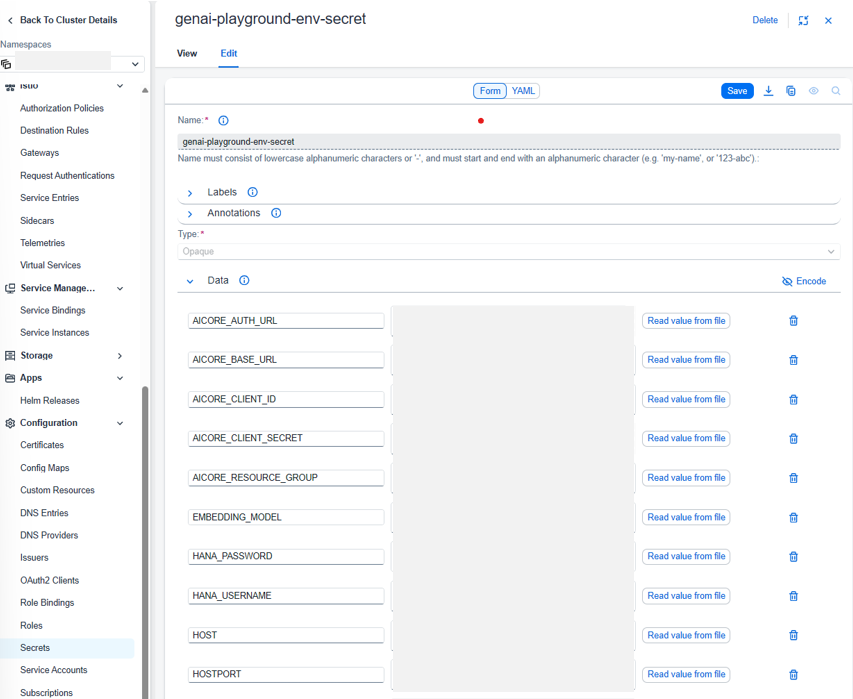 Back To Cluster Details
Namespaces
Istio
Authorization Policies
Destination Rules
Gateways
Request Authentications
Service Entries
Sidecars
Telemetries
Virtual Services
Service Manage...
Service Bindings
Service Instances
Storage
Apps
Helm Releases
Configuration
Certificates
Config Maps
Custom Resources
DNS Entries
DNS Providers
Issuers
OAuth2 Clients
Role Bindings
Roles
Secrets
Service Accounts
Subscriptions
genai-playground-env-secret
Delete
View Edit
Form YAML
Save
Name: *
genai-playground-env-secret
Name must consist of lowercase alphanumeric characters or '-', and must start and end with an alphanumeric character (e.g. 'my-name', or '123-abc').:
Labels
Annotations
Type: *
Opaque
Data
Encode
AICORE_AUTH_URL Read value from file
AICORE_BASE_URL Read value from file
AICORE_CLIENT_ID Read value from file
AICORE_CLIENT_SECRET Read value from file
AICORE_RESOURCE_GROUP Read value from file
EMBEDDING_MODEL Read value from file
HANA_PASSWORD Read value from file
HANA_USERNAME Read value from file
HOST Read value from file
HOSTPORT Read value from file